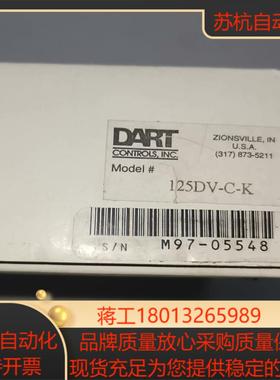 苏杭自动
DART
CONTROLS, INC.
ZIONSVILLE, IN
U.S.A.
(317) 873-5211
Model #
125DV-C-K
S/N M97-05548
蒋工18013265989
自动化 品牌质量放心采购质量保
开票 现货充足为您提供稳定的